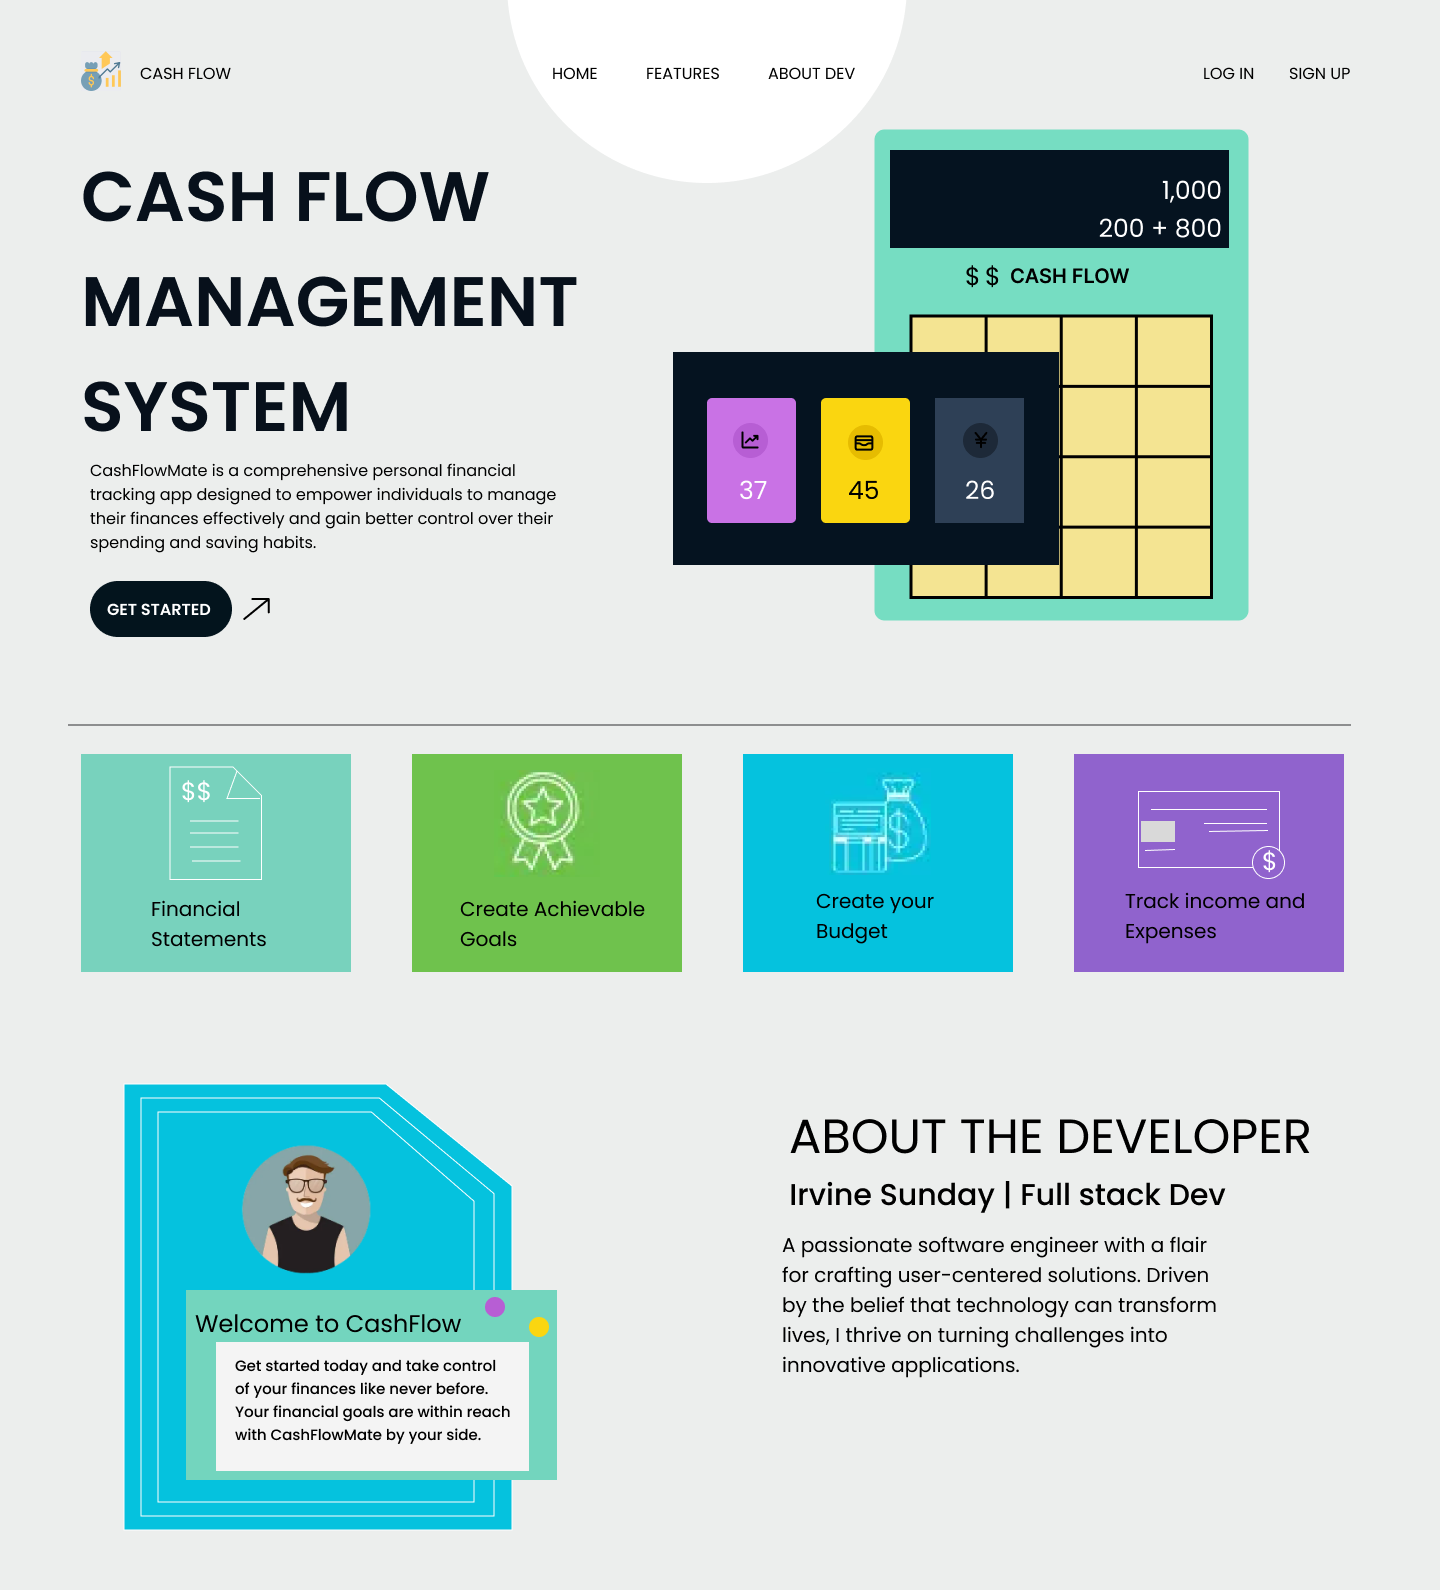 CASH FLOW
HOME
FEATURES
ABOUT DEV
LOG IN
SIGN UP
CASH FLOW
MANAGEMENT
SYSTEM
CashFlowMate is a comprehensive personal financial
tracking app designed to empower individuals to manage
their finances effectively and gain better control over their
spending and saving habits.
GET STARTED
1,000
200 + 800
$ $ CASH FLOW
¥
37
45
26
$$
Financial
Statements
Create Achievable
Goals
$
Create your
Budget
$
Track income and
Expenses
Welcome to CashFlow
Get started today and take control
of your finances like never before.
Your financial goals are within reach
with CashFlowMate by your side.
ABOUT THE DEVELOPER
Irvine Sunday | Full stack Dev
A passionate software engineer with a flair
for crafting user-centered solutions. Driven
by the belief that technology can transform
lives, I thrive on turning challenges into
innovative applications.